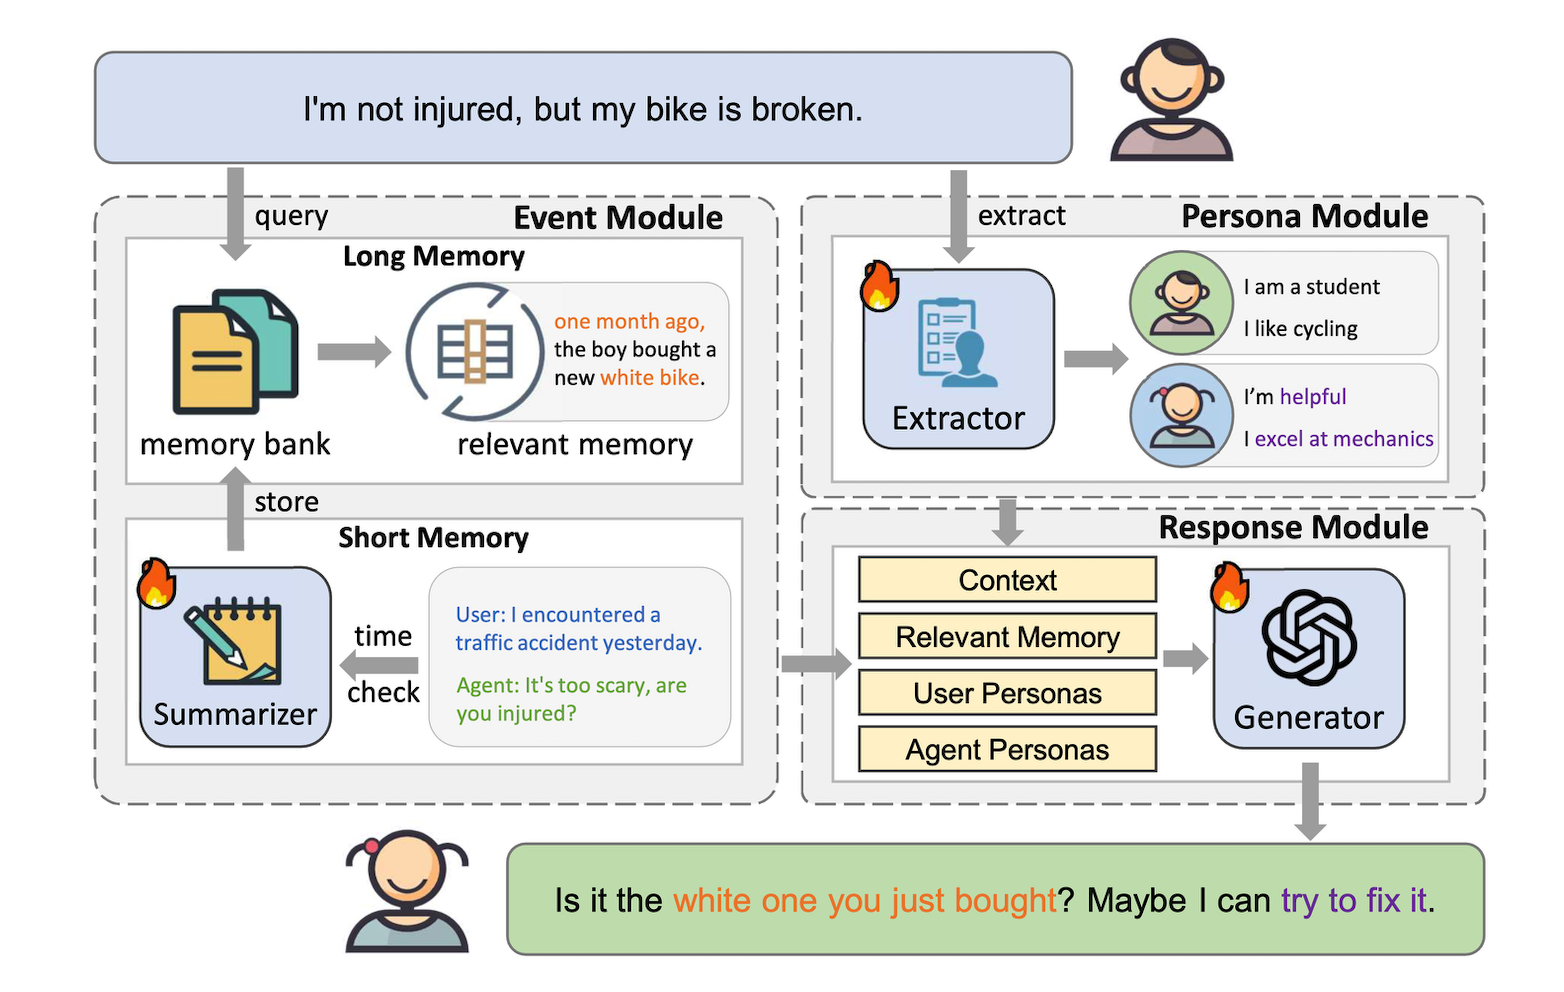 I'm not injured, but my bike is broken.
query
Event Module
Long Memory
one month ago,
the boy bought a
new white bike.
memory bank
relevant memory
store
Short Memory
User: I encountered a
traffic accident yesterday.
Agent: It's too scary, are
you injured?
time
check
Summarizer
extract
Persona Module
Extractor
I am a student
I like cycling
I’m helpful
I excel at mechanics
Response Module
Context
Relevant Memory
User Personas
Agent Personas
Generator
Is it the white one you just bought? Maybe I can try to fix it.